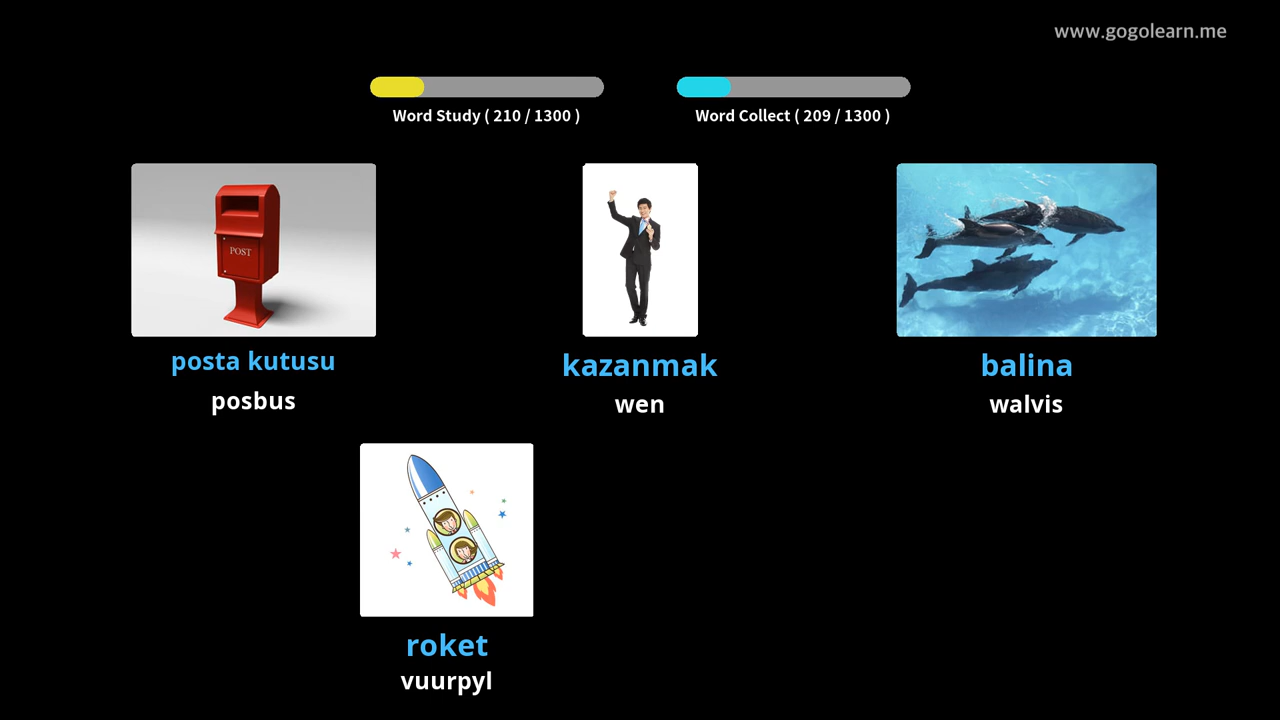 www.gogolearn.me
Word Study ( 210 / 1300 )
Word Collect ( 209 / 1300 )
POST
posta kutusu
posbus
kazanmak
wen
balina
walvis
roket
vuurpyl